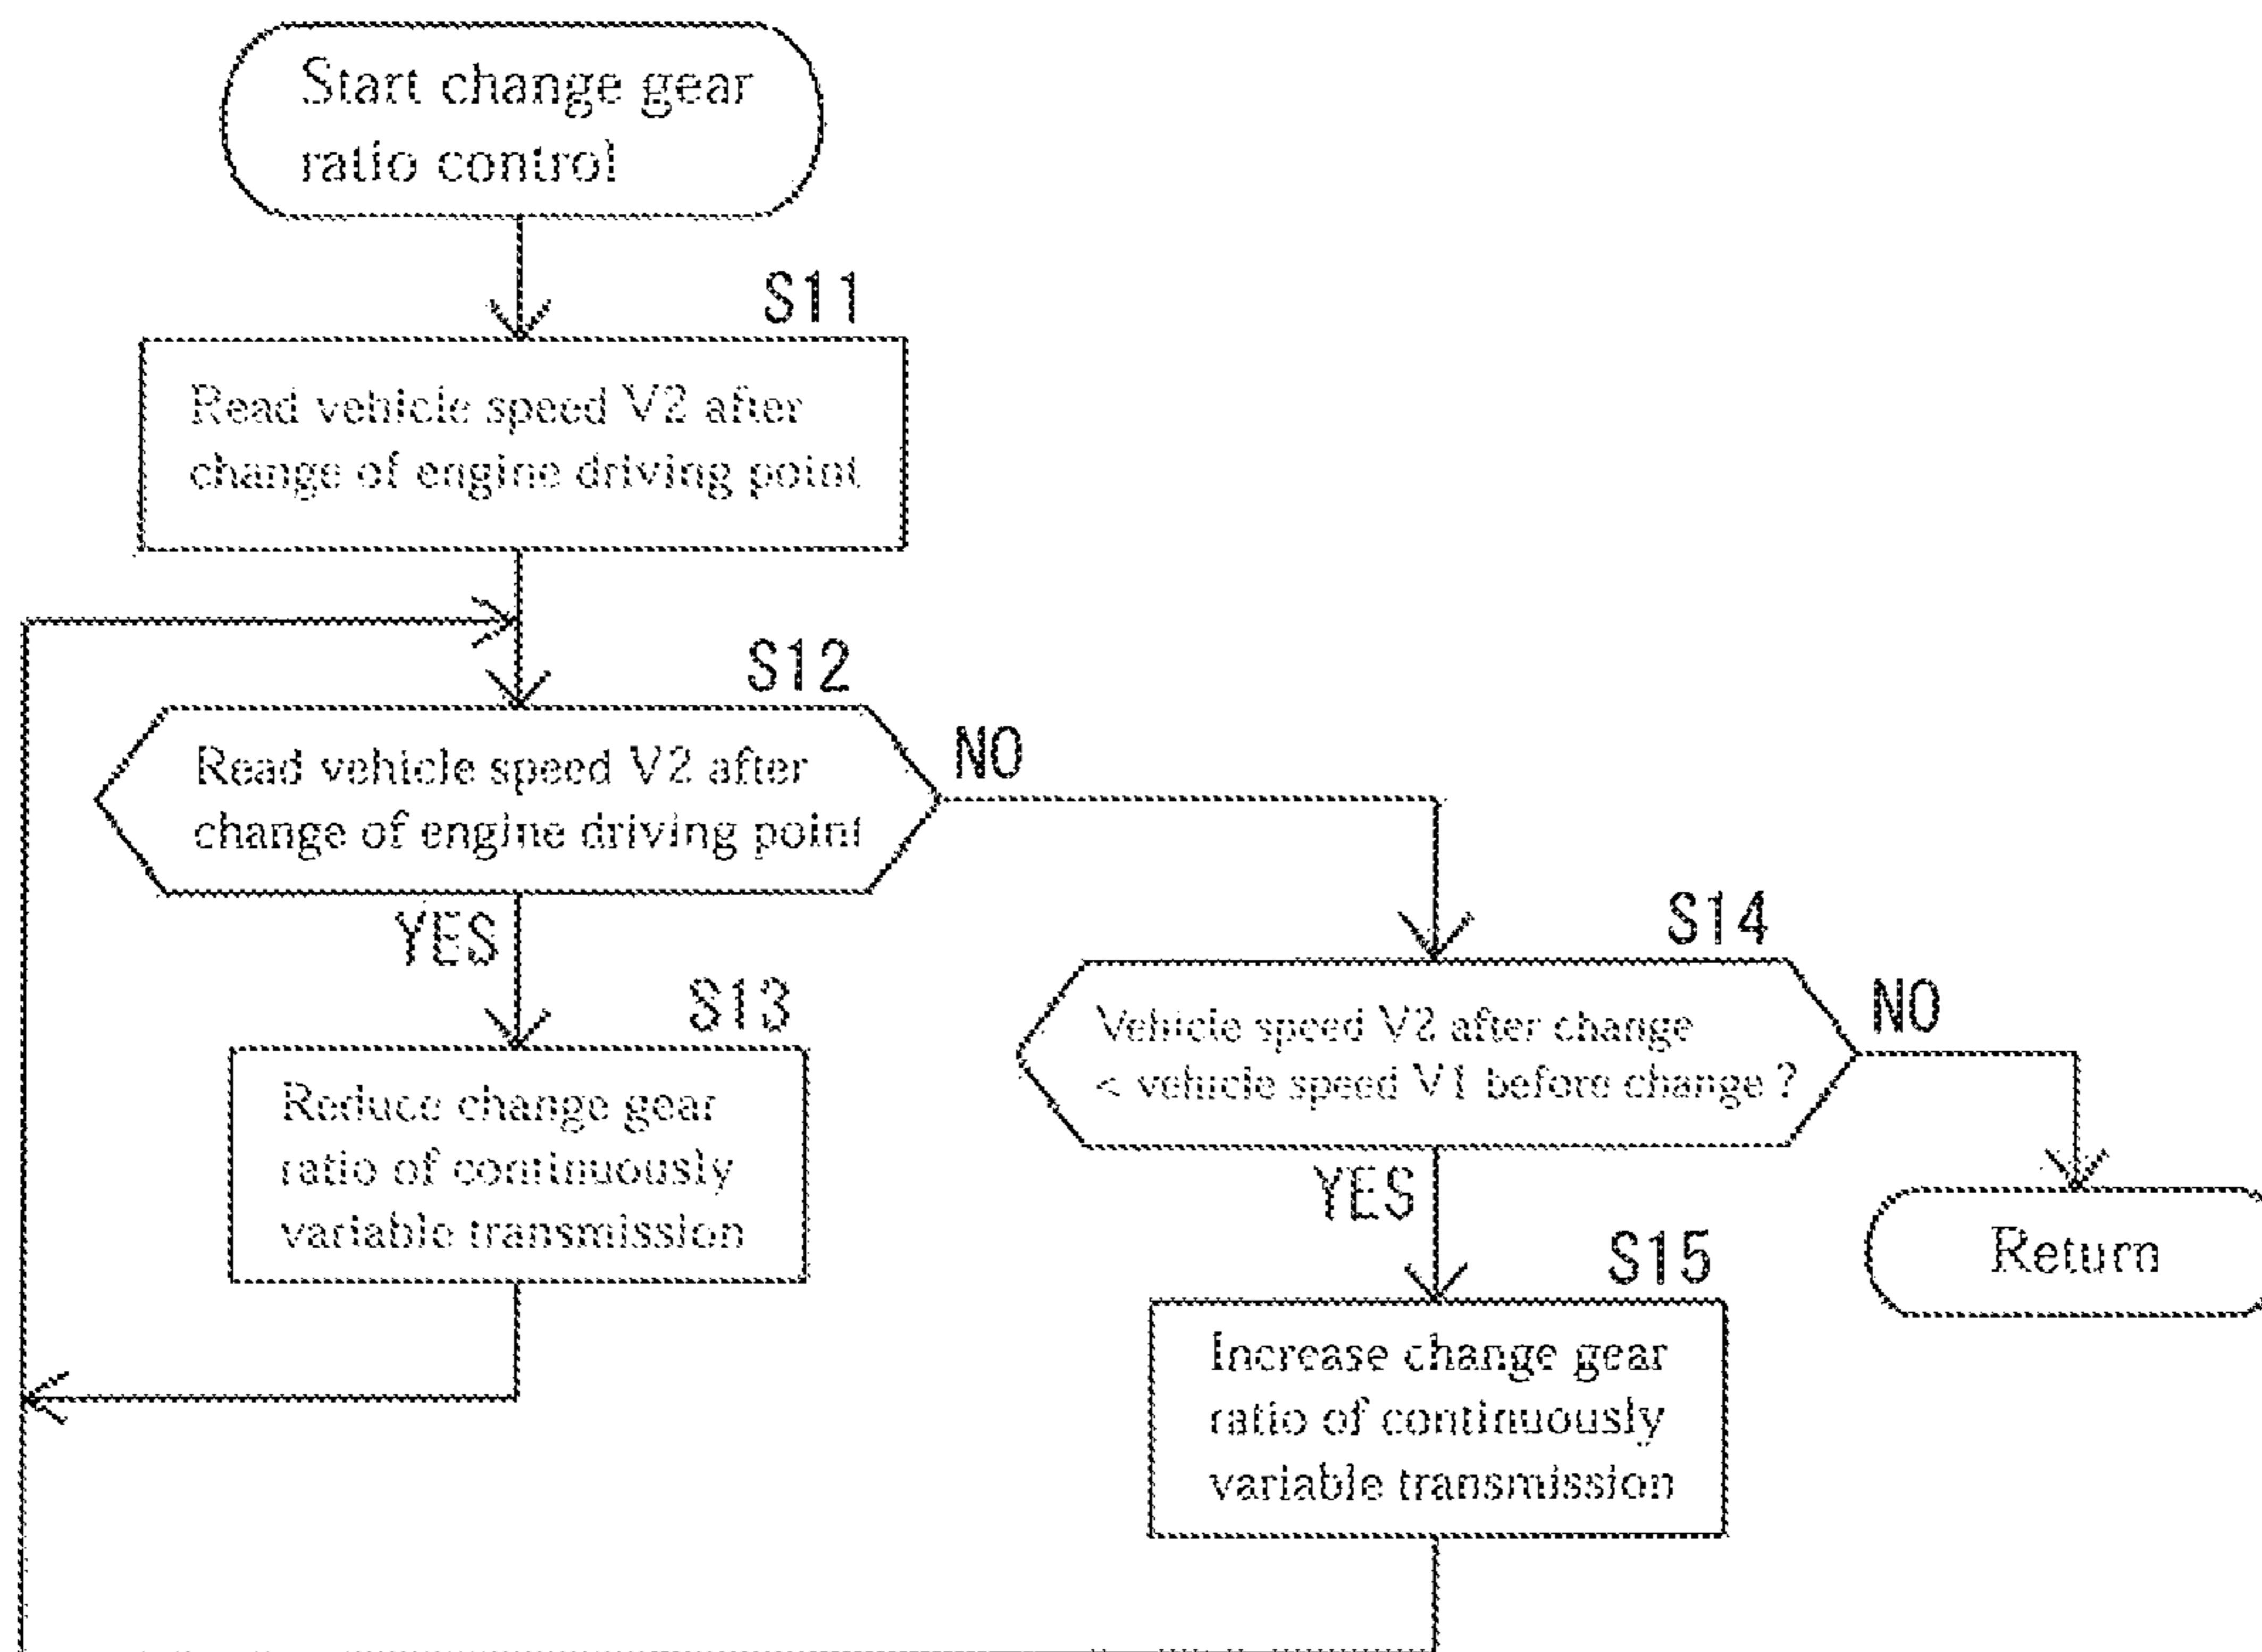 Start change gear
ratio control
S11
Read vehicle speed V2 after
change of engine driving point
S12
Read vehicle speed V2 after
change of engine driving point
NO
YES
S13
Reduce change gear
ratio of continuously
variable transmission
S14
Vehicle speed V2 after change
< vehicle speed V1 before change ?
NO
YES
S15
Increase change gear
ratio of continuously
variable transmission
Return